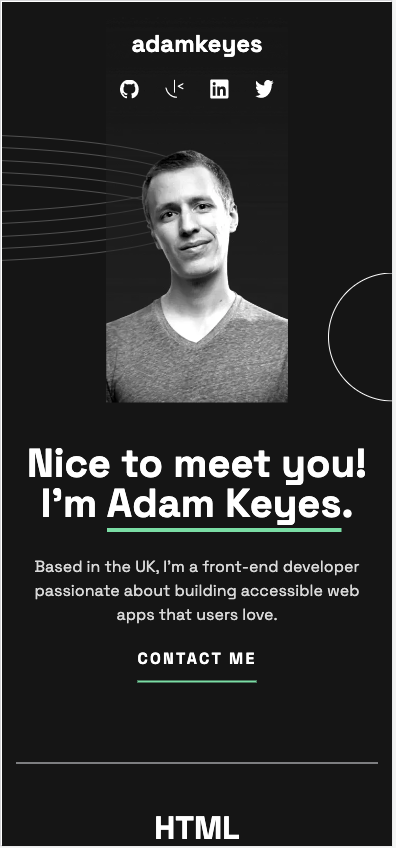 adamkeyes
Nice to meet you!
I'm Adam Keyes.
Based in the UK, I'm a front-end developer
passionate about building accessible web
apps that users love.
CONTACT ME
HTML